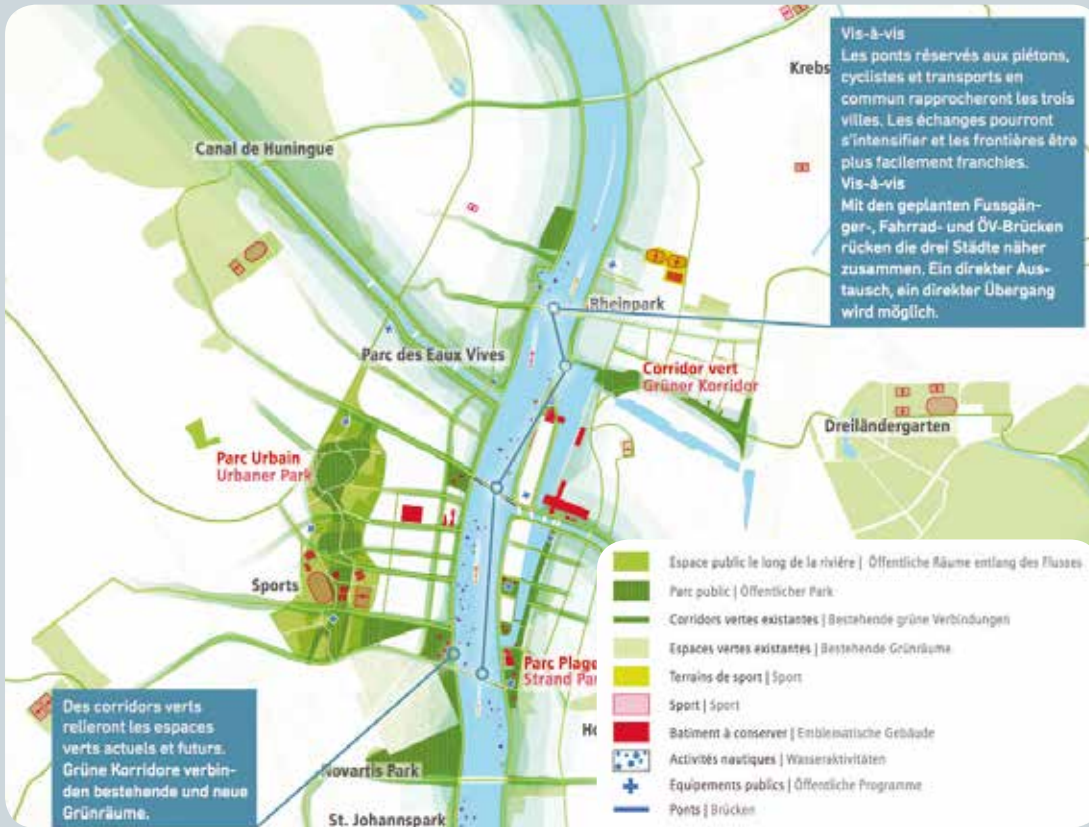 Vis-à-vis
Les ponts réservés aux piétons,
cyclistes et transports en
commun rapprocheront les trois
villes. Les échanges pourront
s'intensifier et les frontières être
plus facilement franchies.
Vis-à-vis
Mit den geplanten Fussgän-
ger-, Fahrrad- und ÖV-Brücken
rücken die drei Städte näher
zusammen. Ein direkter Aus-
tausch, ein direkter Übergang
wird möglich.
Krebs
Canal de Huningue
Rheinpark
Parc des Eaux Vives
Corridor vert
Grüner Korridor
Dreiländergarten
Parc Urbain
Urbaner Park
Sports
Parc Plage
Strand Par
Ho
Novartis Park
St. Johannspark
Des corridors verts
relieront les espaces
verts actuels et futurs.
Grüne Korridore verbin-
den bestehende und neue
Grünräume.
Espace public le long de la rivière | Öffentliche Räume entlang des Flusses
Parc public | Öffentlicher Park
Corridors vertes existantes | Bestehende grüne Verbindungen
Espaces vertes existantes | Bestehende Grünräume
Terrains de sport | Sport
Sport | Sport
Batiment à conserver | Emblematische Gebäude
Activités nautiques | Wasseraktivitäten
Equipements publics | Öffentliche Programme
Ponts | Brücken